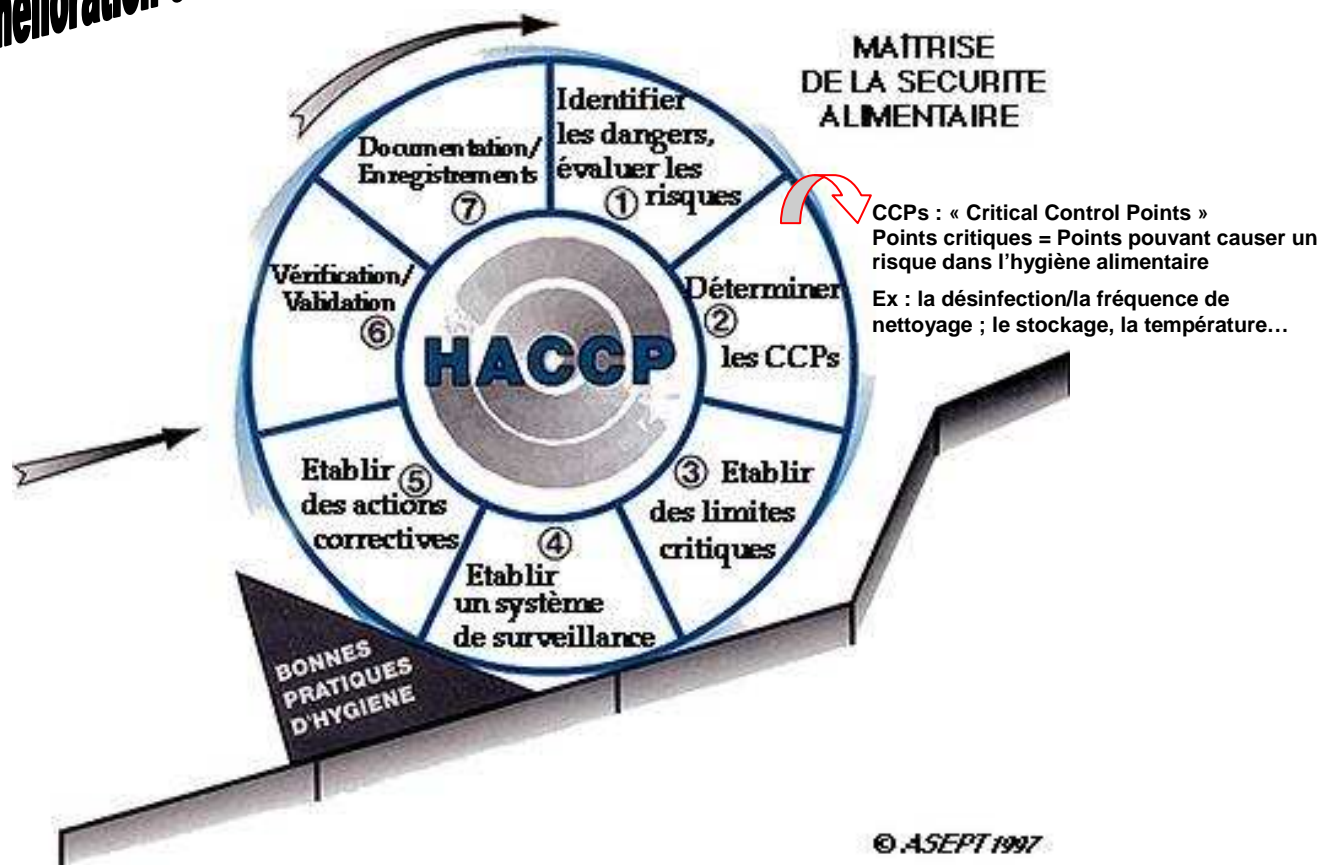 MAÎTRISE
DE LA SECURITE
ALIMENTAIRE
Identifier
les dangers,
évaluer les
① risques
CCPs : « Critical Control Points »
Points critiques = Points pouvant causer un
risque dans l'hygiène alimentaire
Ex : la désinfection/la fréquence de
nettoyage ; le stockage, la température…
Déterminer
②
les CCPs
③ Etablir
des limites
critiques
④
Etablir
un système
de surveillance
Etablir ⑤
des actions
correctives
Vérification/
Validation
⑥
Documentation/
Enregistrements
⑦
HACCP
BONNES
PRATIQUES
D'HYGIENE
© ASEPT 1997